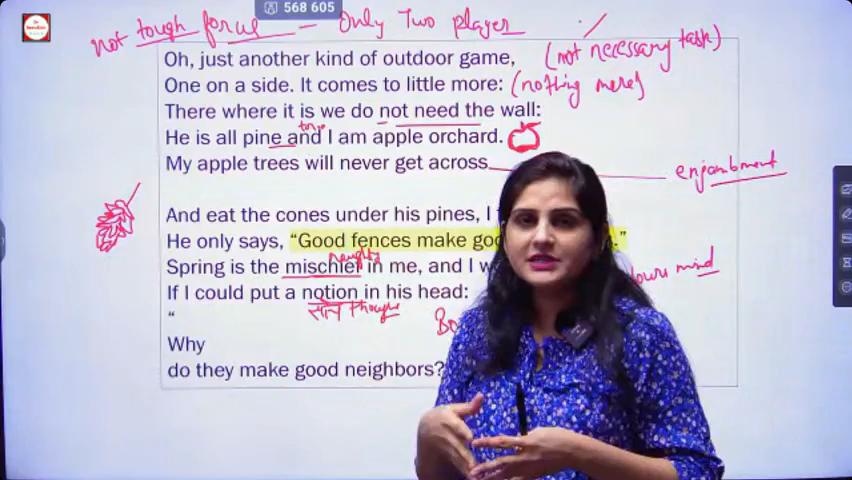 568 605
not tough for us - Only Two player
Oh, just another kind of outdoor game, (not necessary task)
One on a side. It comes to little more: (nothing more)
There where it is we do not need the wall:
He is all pine and I am apple orchard.
My apple trees will never get across enjambment
And eat the cones under his pines, I
He only says, "Good fences make goo ."
naughty
Spring is the mischief in me, and I w mind
If I could put a notion in his head:
thought
"
Why
do they make good neighbors?